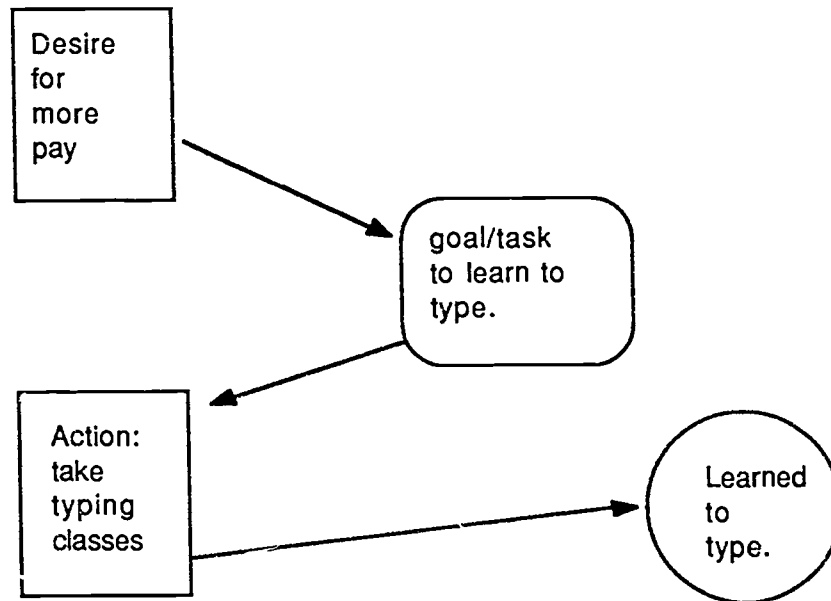 Desire
for
more
pay
goal/task
to learn to
type.
Action:
take
typing
classes
Learned
to
type.